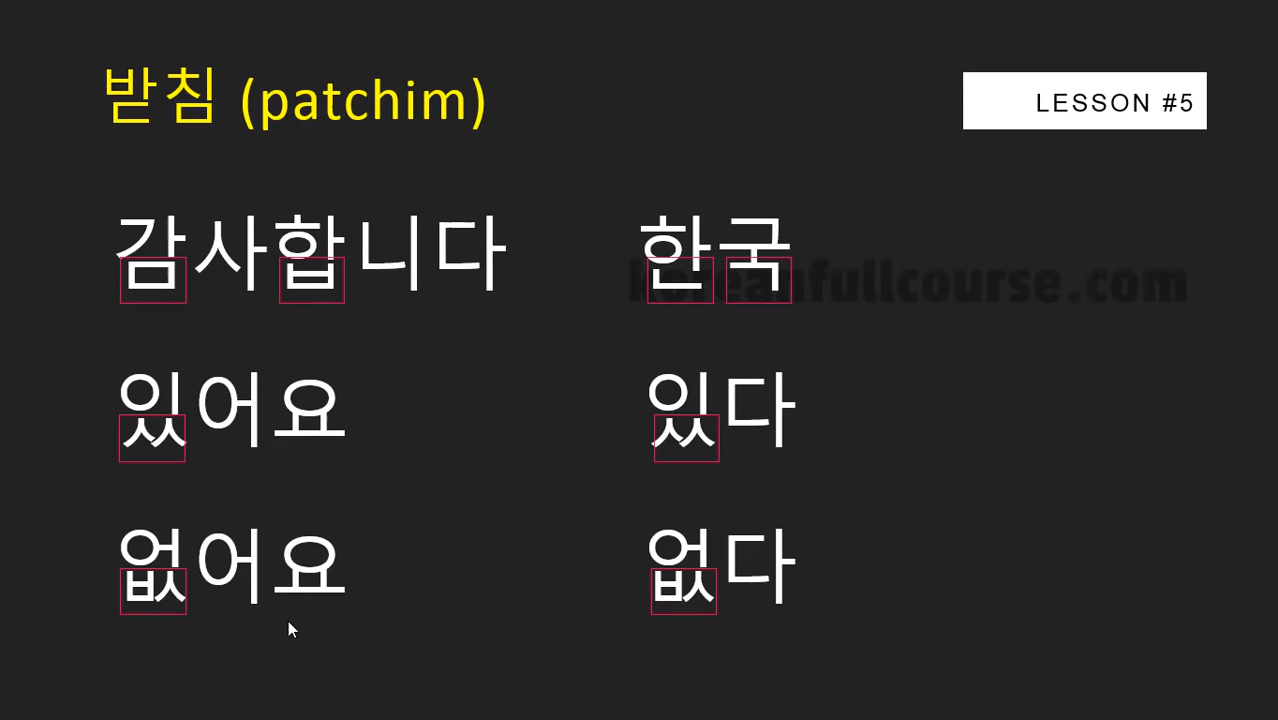 받침 (patchim)
LESSON #5
감사합니다
한국
koreanfullcourse.com
있어요
있다
없어요
없다